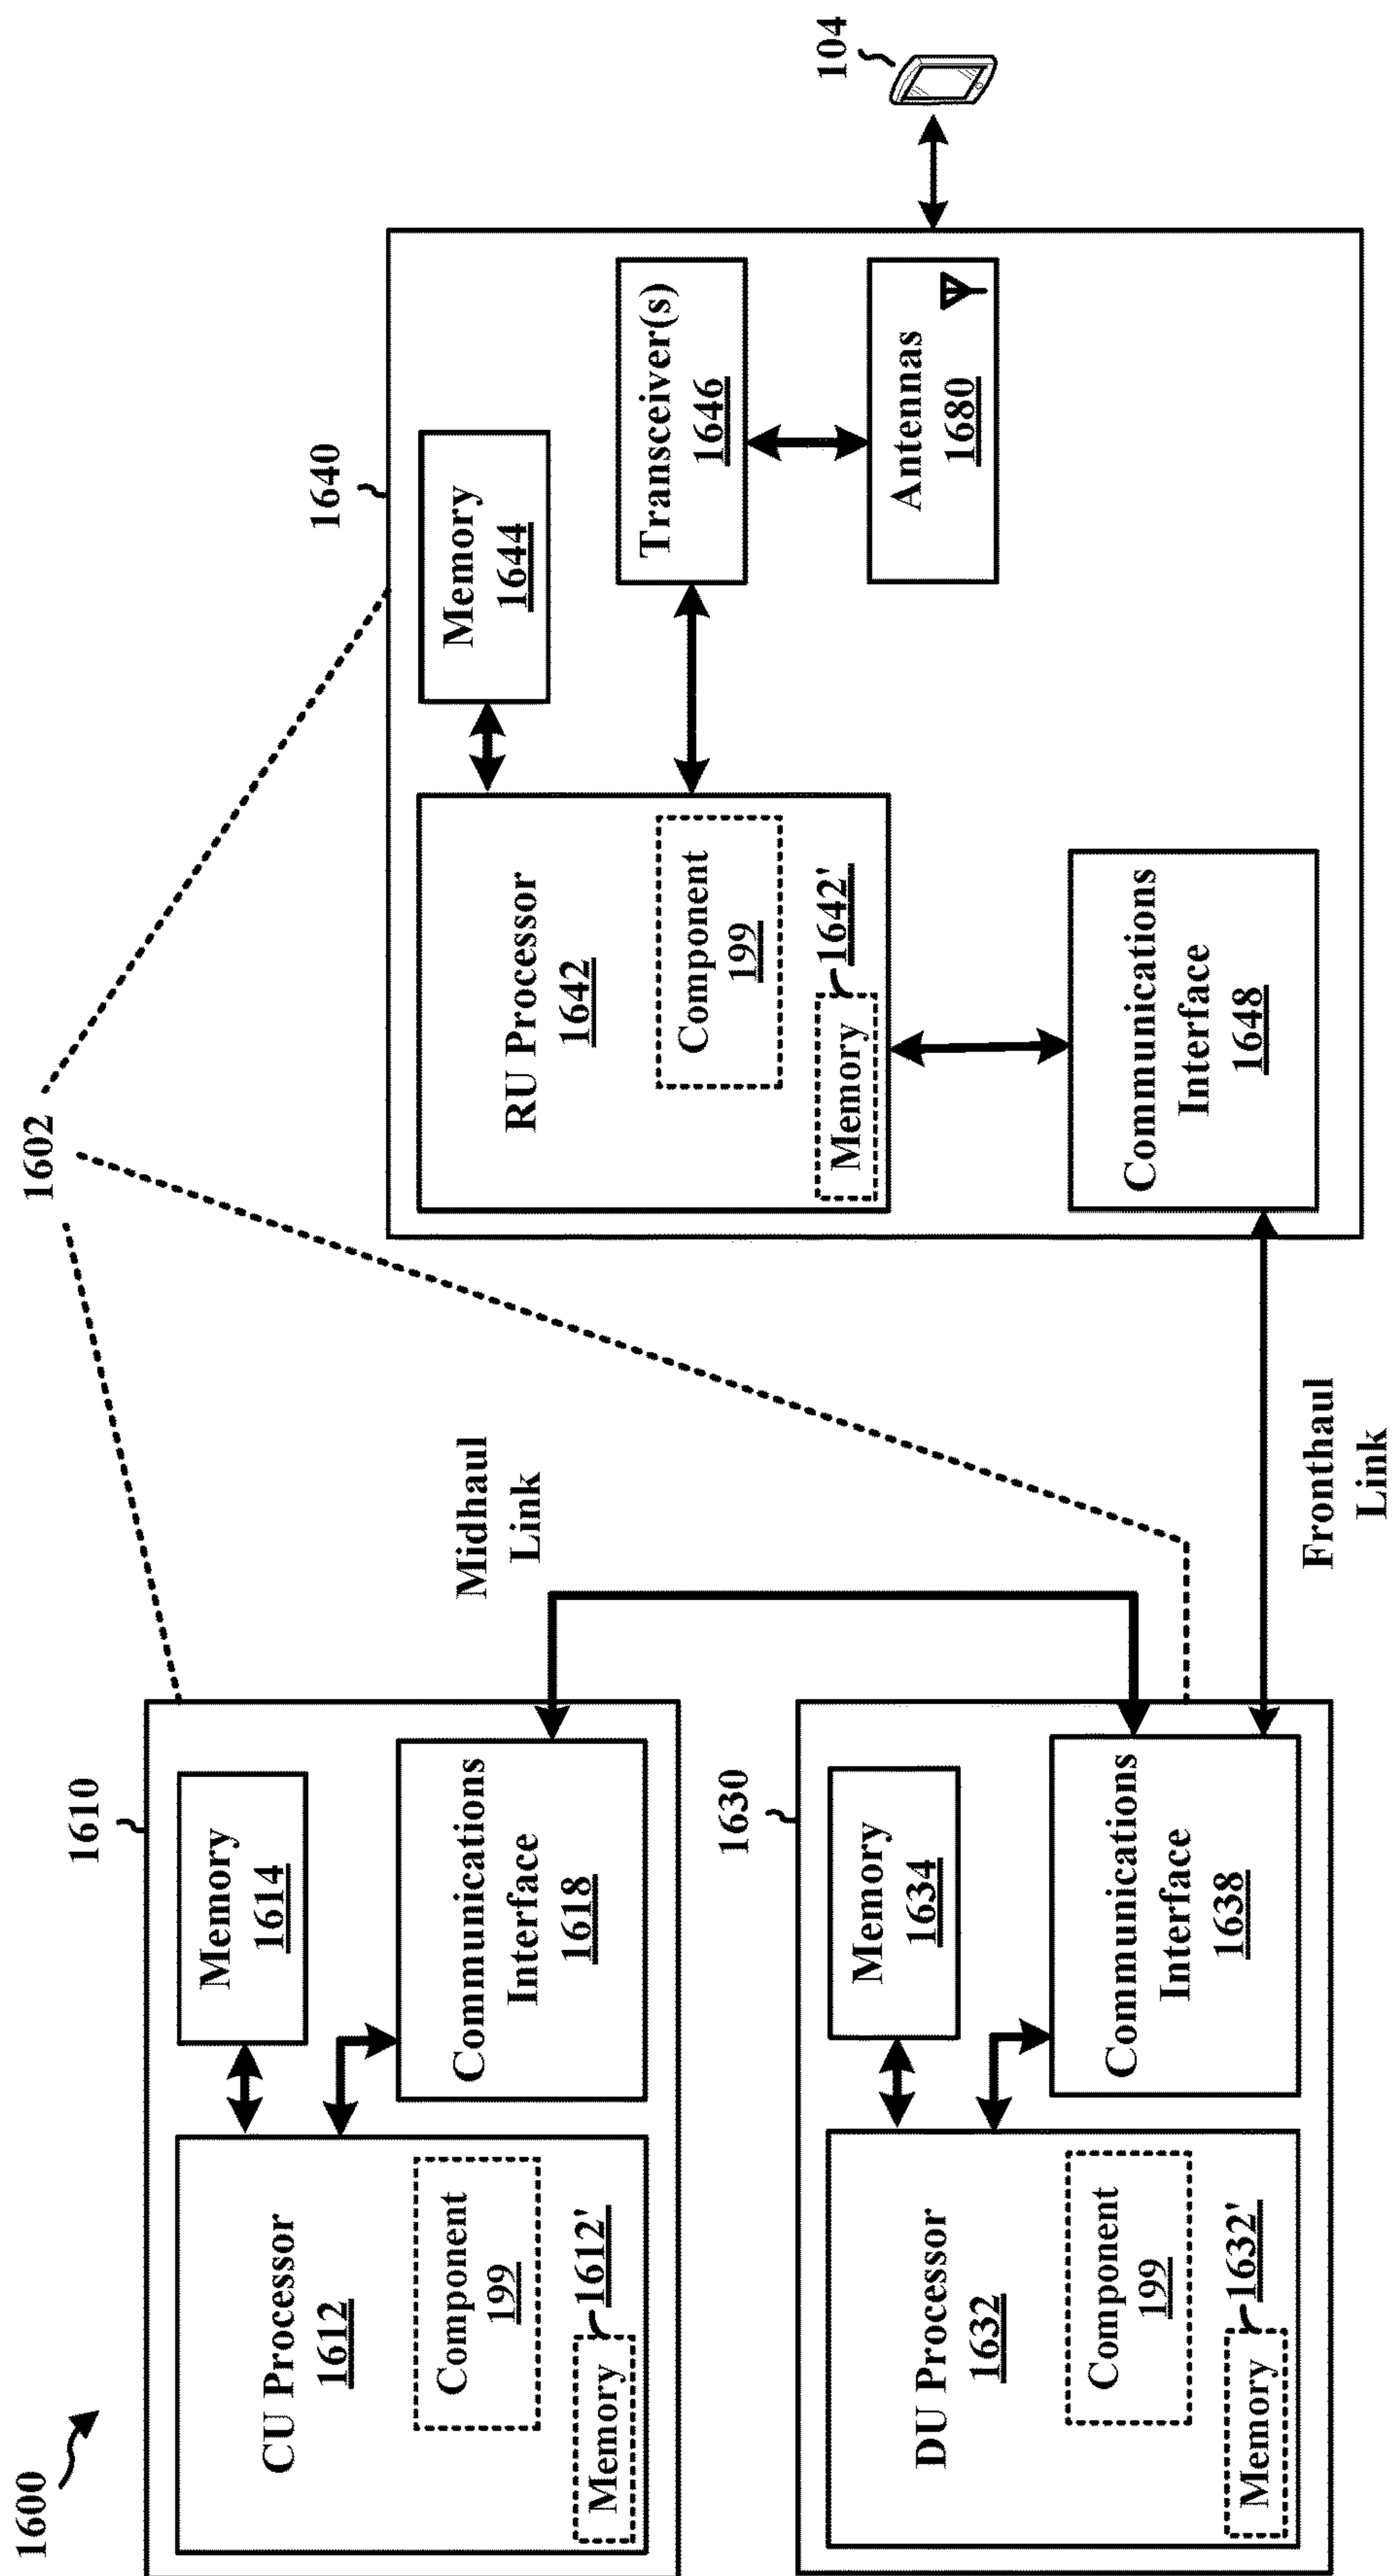 1600
1602
1610
CU Processor
1612
Component
199
Memory
1612'
Memory
1614
Communications
Interface
1618
Midhaul
Link
1630
DU Processor
1632
Component
199
Memory
1632'
Memory
1634
Communications
Interface
1638
Fronthaul
Link
1640
RU Processor
1642
Component
199
Memory
1642'
Memory
1644
Transceiver(s)
1646
Antennas
1680
Communications
Interface
1648
104